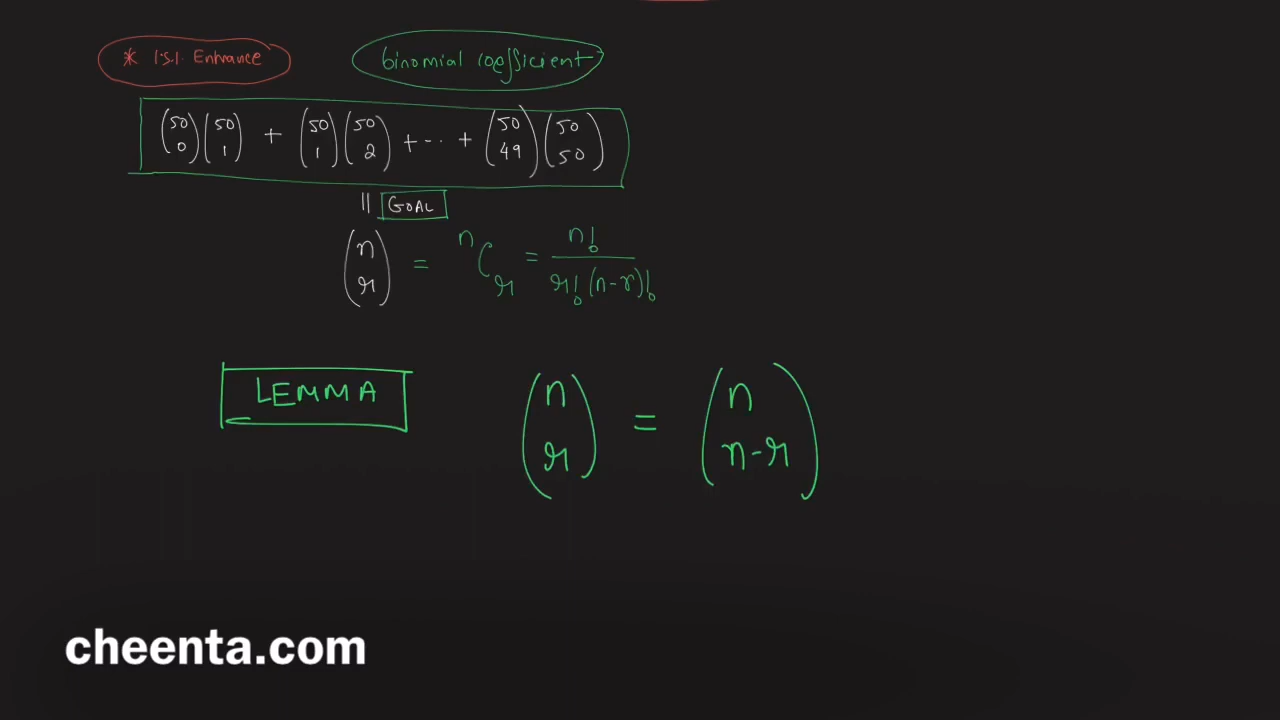 * I.S.I. Entrance binomial coefficient
(50 0)(50 1) + (50 1)(50 2) + ... + (50 49)(50 50)
|| GOAL
(n r) = nCr = n! / r! (n-r)!
LEMMA (n r) = (n n-r)
cheenta.com